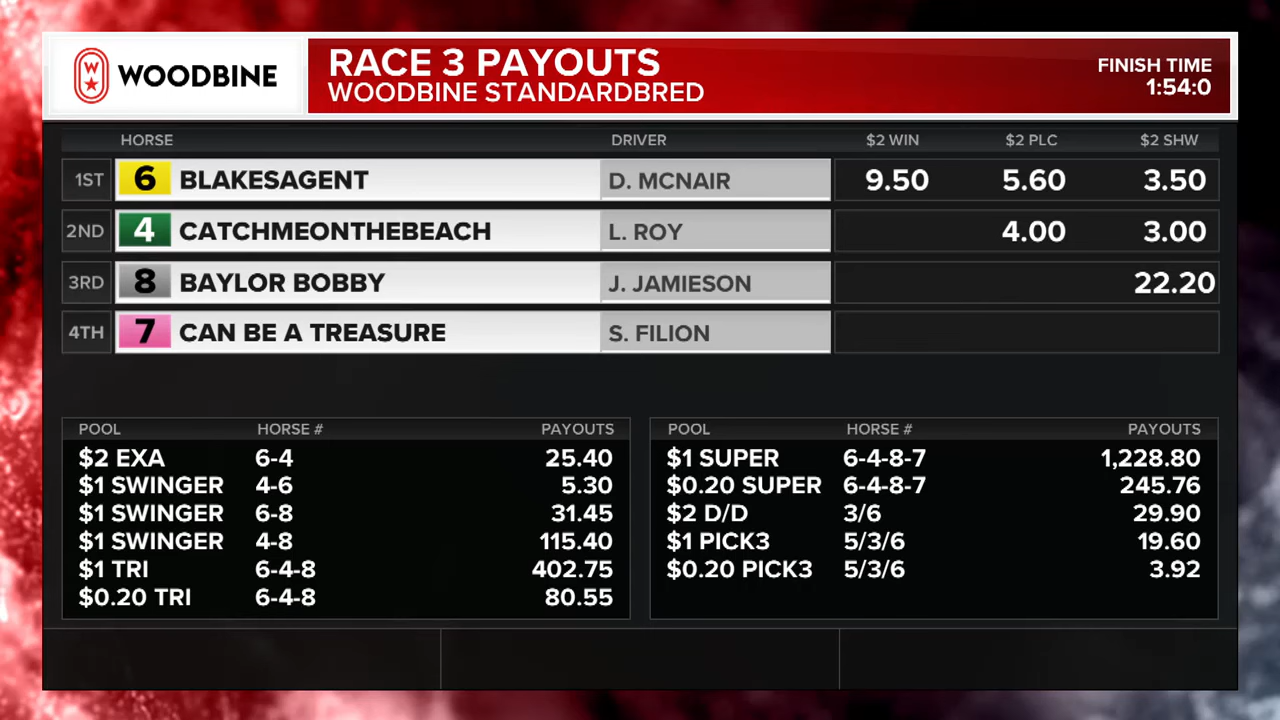 W
WOODBINE
RACE 3 PAYOUTS
WOODBINE STANDARDBRED
FINISH TIME
1:54:0
HORSE DRIVER $2 WIN $2 PLC $2 SHW
1ST 6 BLAKESAGENT D. MCNAIR 9.50 5.60 3.50
2ND 4 CATCHMEONTHEBEACH L. ROY 4.00 3.00
3RD 8 BAYLOR BOBBY J. JAMIESON 22.20
4TH 7 CAN BE A TREASURE S. FILION
POOL HORSE # PAYOUTS
$2 EXA 6-4 25.40
$1 SWINGER 4-6 5.30
$1 SWINGER 6-8 31.45
$1 SWINGER 4-8 115.40
$1 TRI 6-4-8 402.75
$0.20 TRI 6-4-8 80.55
POOL HORSE # PAYOUTS
$1 SUPER 6-4-8-7 1,228.80
$0.20 SUPER 6-4-8-7 245.76
$2 D/D 3/6 29.90
$1 PICK3 5/3/6 19.60
$0.20 PICK3 5/3/6 3.92